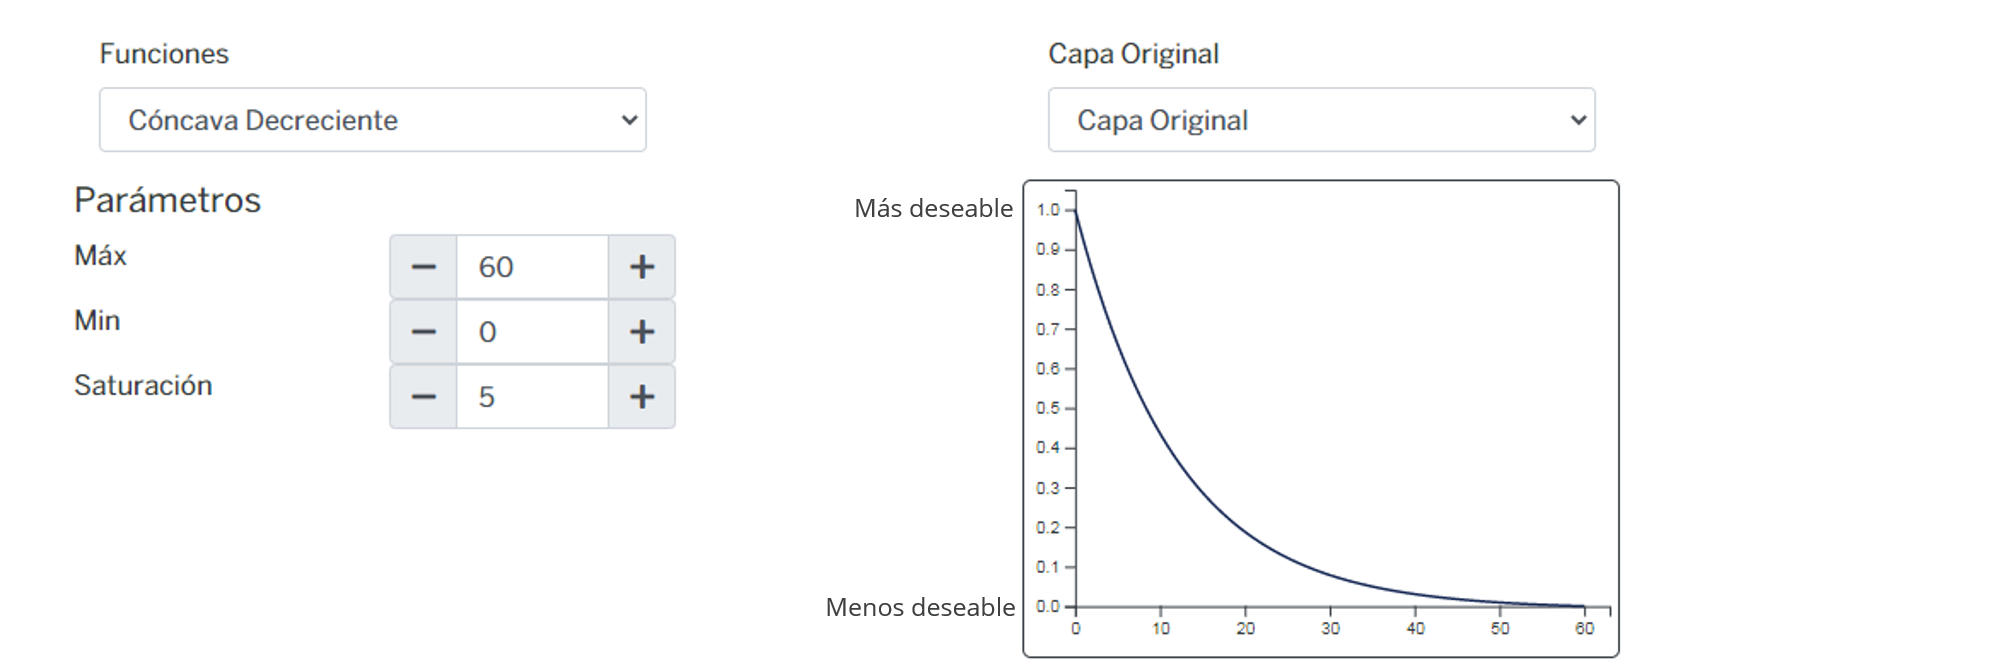 Funciones
Cóncava Decreciente
Parámetros
Máx
60
Min
0
Saturación
5
Capa Original
Capa Original
Más deseable
Menos deseable
1.0
0.9
0.8
0.7
0.6
0.5
0.4
0.3
0.2
0.1
0.0
0 10 20 30 40 50 60